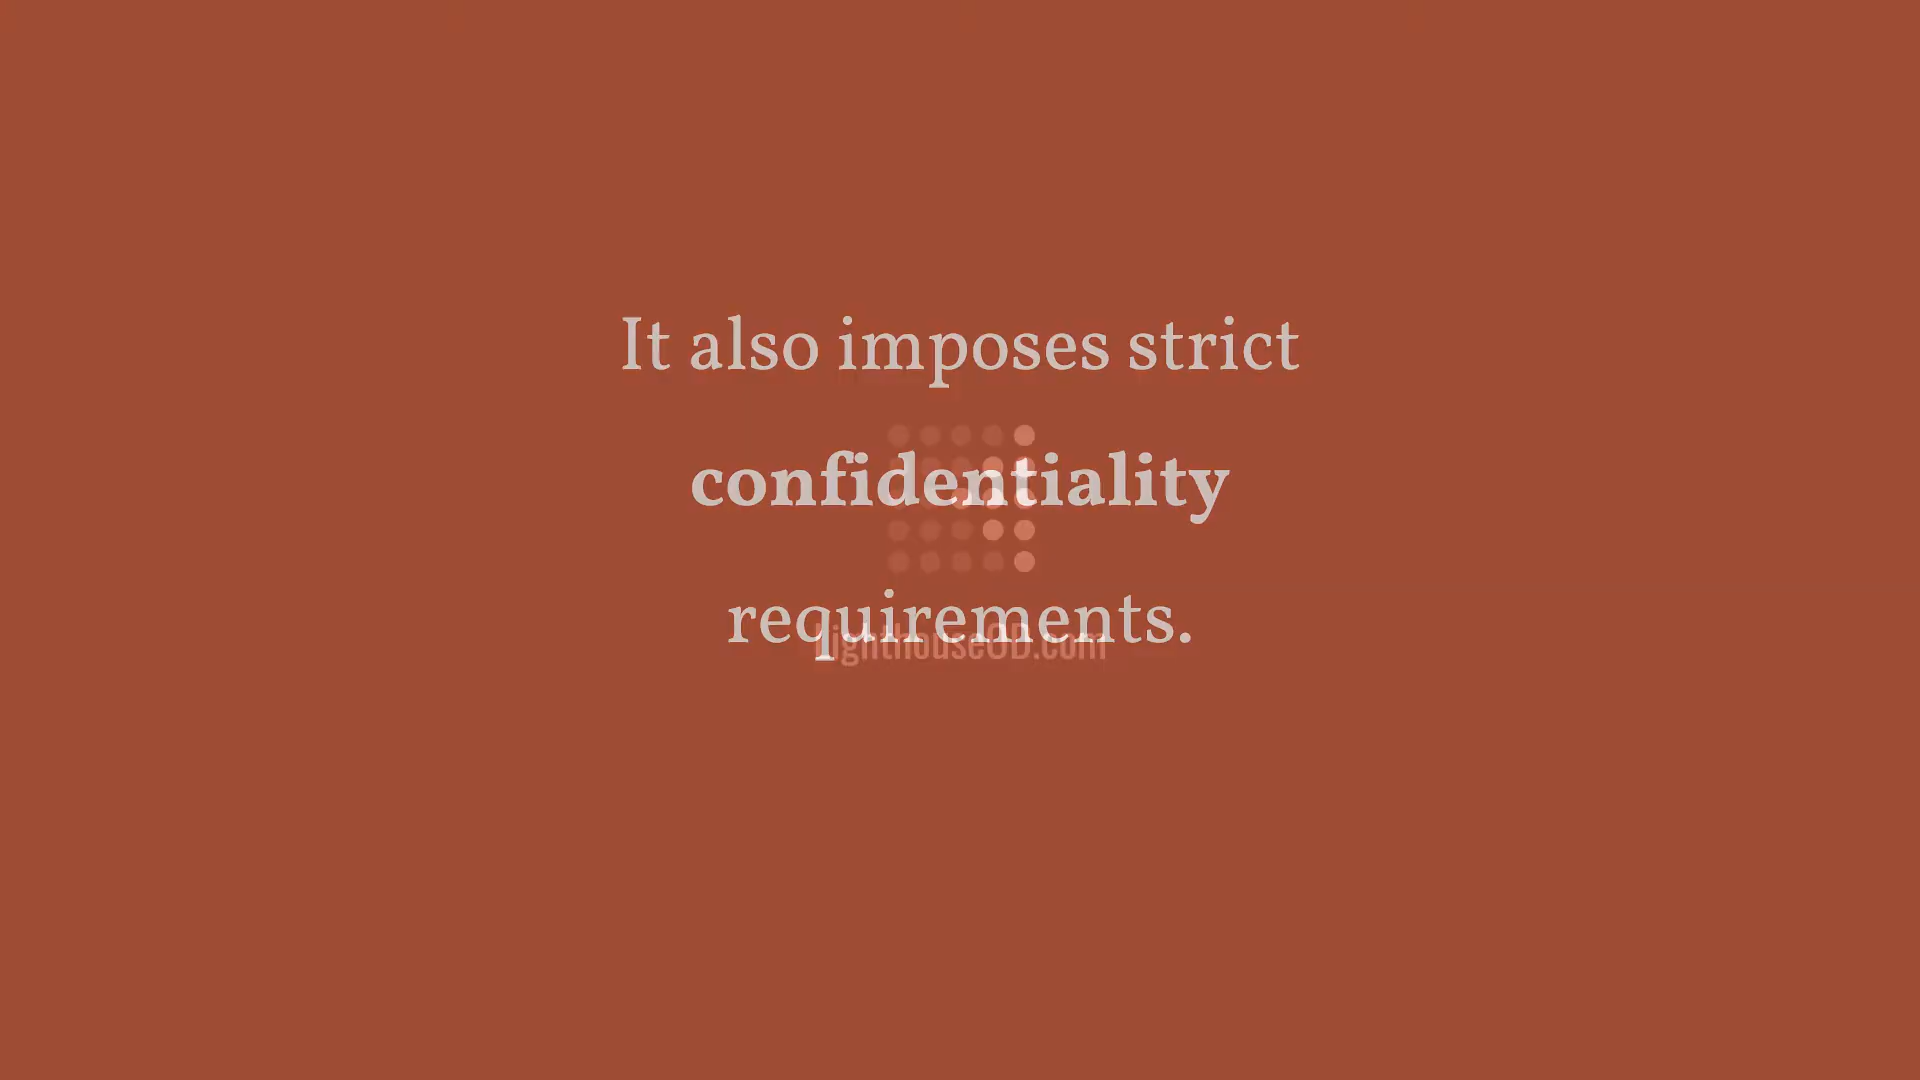 It also imposes strict
confidentiality
requirements.
LighthouseOD.com